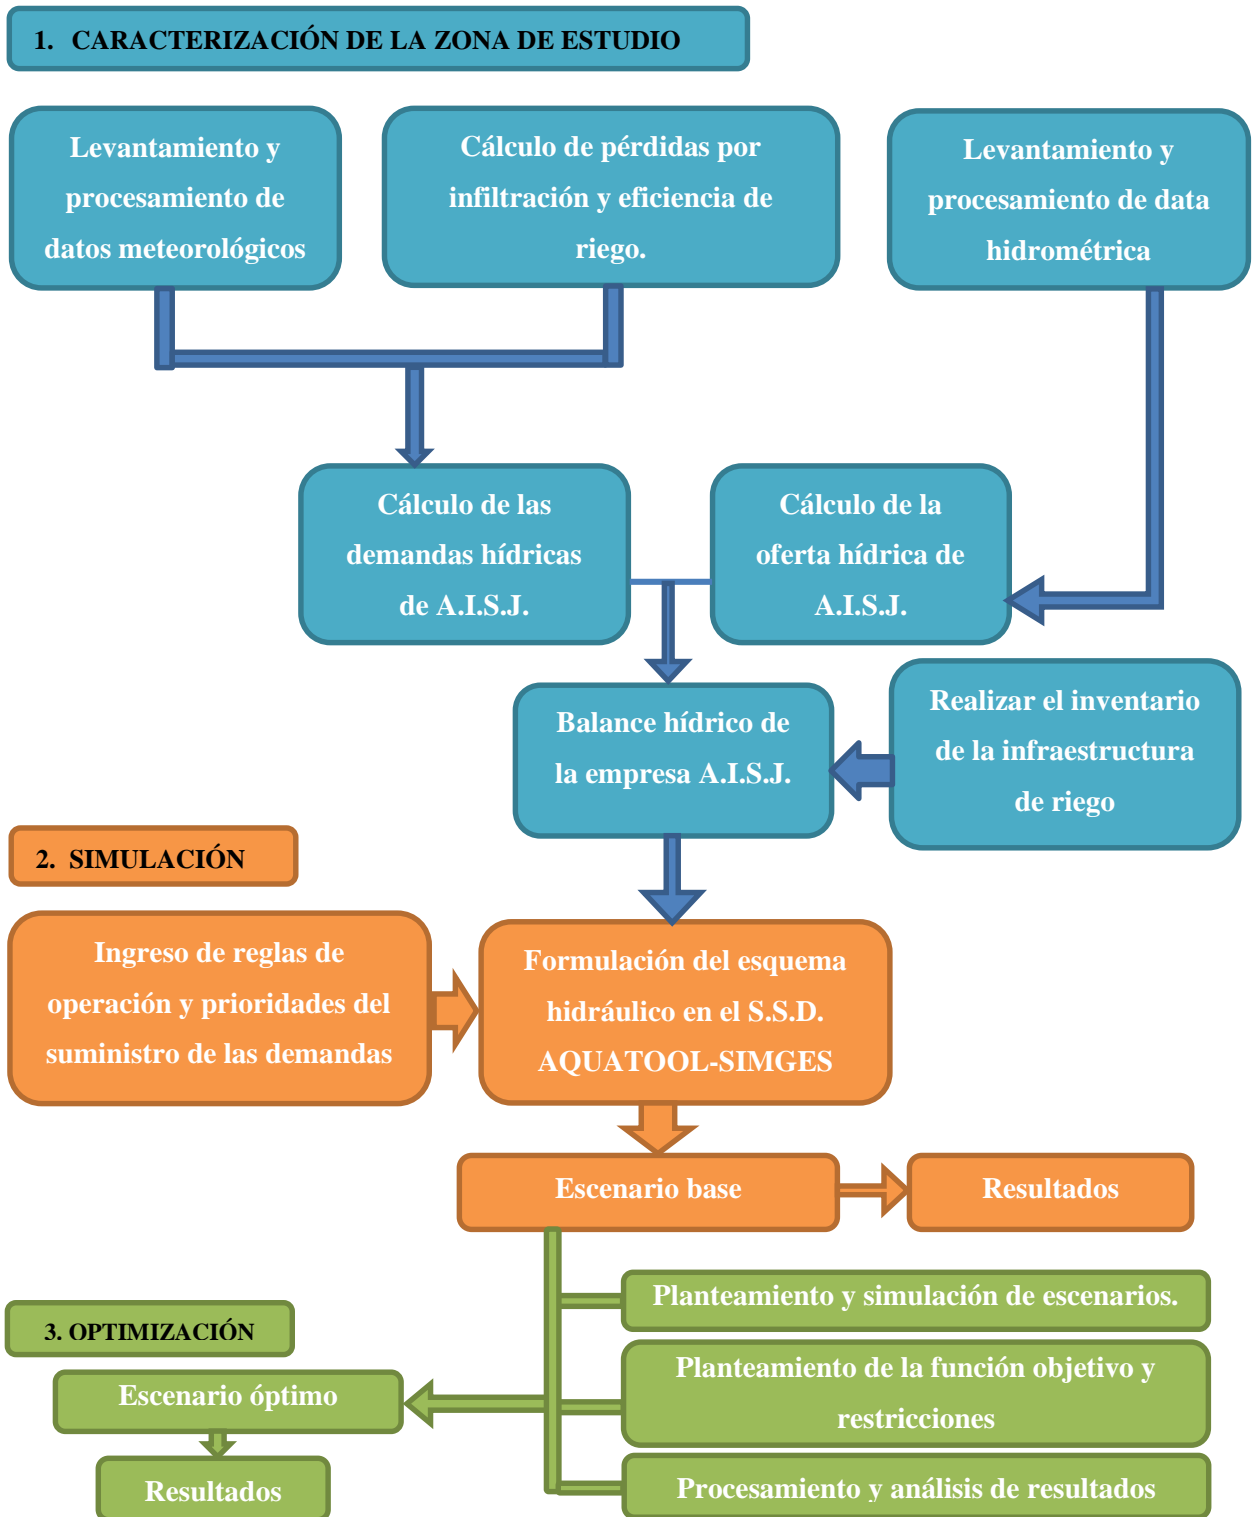 1. CARACTERIZACIÓN DE LA ZONA DE ESTUDIO
Levantamiento y
procesamiento de
datos meteorológicos
Cálculo de pérdidas por
infiltración y eficiencia de
riego.
Levantamiento y
procesamiento de data
hidrométrica
Cálculo de las
demandas hídricas
de A.I.S.J.
Cálculo de la
oferta hídrica de
A.I.S.J.
Balance hídrico de
la empresa A.I.S.J.
Realizar el inventario
de la infraestructura
de riego
2. SIMULACIÓN
Ingreso de reglas de
operación y prioridades del
suministro de las demandas
Formulación del esquema
hidráulico en el S.S.D.
AQUATOOL-SIMGES
Escenario base
Resultados
Planteamiento y simulación de escenarios.
3. OPTIMIZACIÓN
Planteamiento de la función objetivo y
restricciones
Escenario óptimo
Procesamiento y análisis de resultados
Resultados